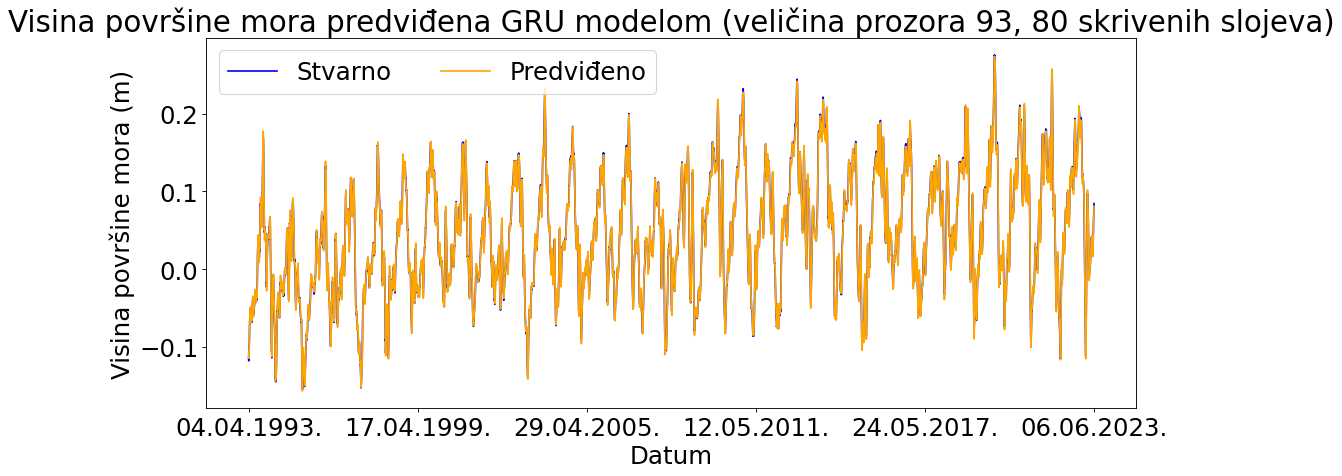 Visina površine mora predviđena GRU modelom (veličina prozora 93, 80 skrivenih slojeva)
Stvarno Predviđeno
Visina površine mora (m)
0.2
0.1
0.0
−0.1
04.04.1993. 17.04.1999. 29.04.2005. 12.05.2011. 24.05.2017. 06.06.2023.
Datum